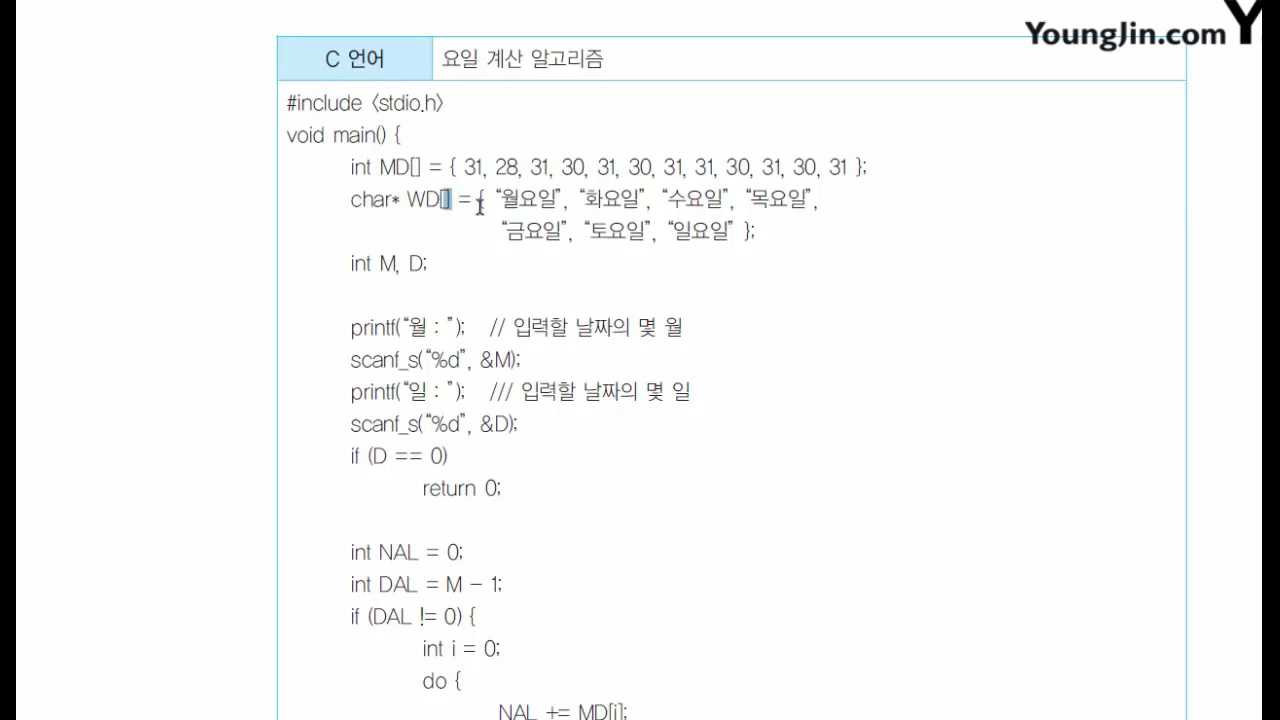 YoungJin.com Y
C 언어 요일 계산 알고리즘
#include <stdio.h>
void main() {
int MD[] = { 31, 28, 31, 30, 31, 30, 31, 31, 30, 31, 30, 31 };
char* WD[] = { “월요일”, “화요일”, “수요일”, “목요일”,
“금요일”, “토요일”, “일요일” };
int M, D;
printf(“월 : ”); // 입력할 날짜의 몇 월
scanf_s(“%d”, &M);
printf(“일 : ”); /// 입력할 날짜의 몇 일
scanf_s(“%d”, &D);
if (D == 0)
return 0;
int NAL = 0;
int DAL = M - 1;
if (DAL != 0) {
int i = 0;
do {
NAL += MD[i];